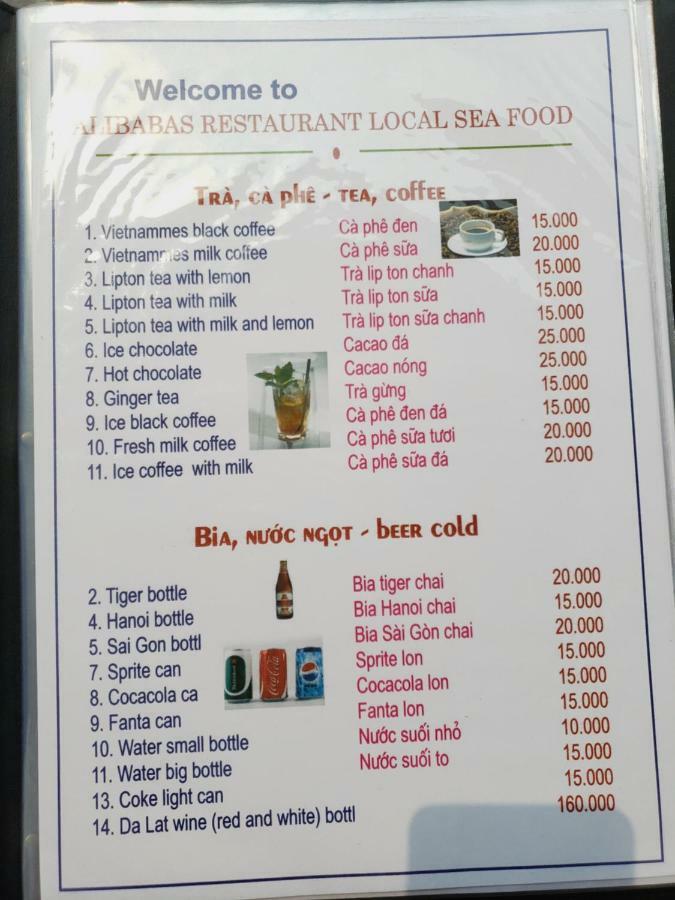 Welcome to
ALIBABAS RESTAURANT LOCAL SEA FOOD
Trà, cà phê - tea, coffee
1. Vietnammes black coffee Cà phê đen 15.000
2. Vietnammes milk coffee Cà phê sữa 20.000
3. Lipton tea with lemon Trà lip ton chanh 15.000
4. Lipton tea with milk Trà lip ton sữa 15.000
5. Lipton tea with milk and lemon Trà lip ton sữa chanh 15.000
6. Ice chocolate Cacao đá 25.000
7. Hot chocolate Cacao nóng 25.000
8. Ginger tea Trà gừng 15.000
9. Ice black coffee Cà phê đen đá 15.000
10. Fresh milk coffee Cà phê sữa tươi 20.000
11. Ice coffee with milk Cà phê sữa đá 20.000
Bia, nước ngọt - beer cold
2. Tiger bottle Bia tiger chai 20.000
4. Hanoi bottle Bia Hanoi chai 15.000
5. Sai Gon bottl Bia Sài Gòn chai 20.000
7. Sprite can Sprite lon 15.000
8. Cocacola ca Cocacola lon 15.000
9. Fanta can Fanta lon 15.000
10. Water small bottle Nước suối nhỏ 10.000
11. Water big bottle Nước suối to 15.000
13. Coke light can 15.000
14. Da Lat wine (red and white) bottl 160.000
Coca-Cola
pepsi